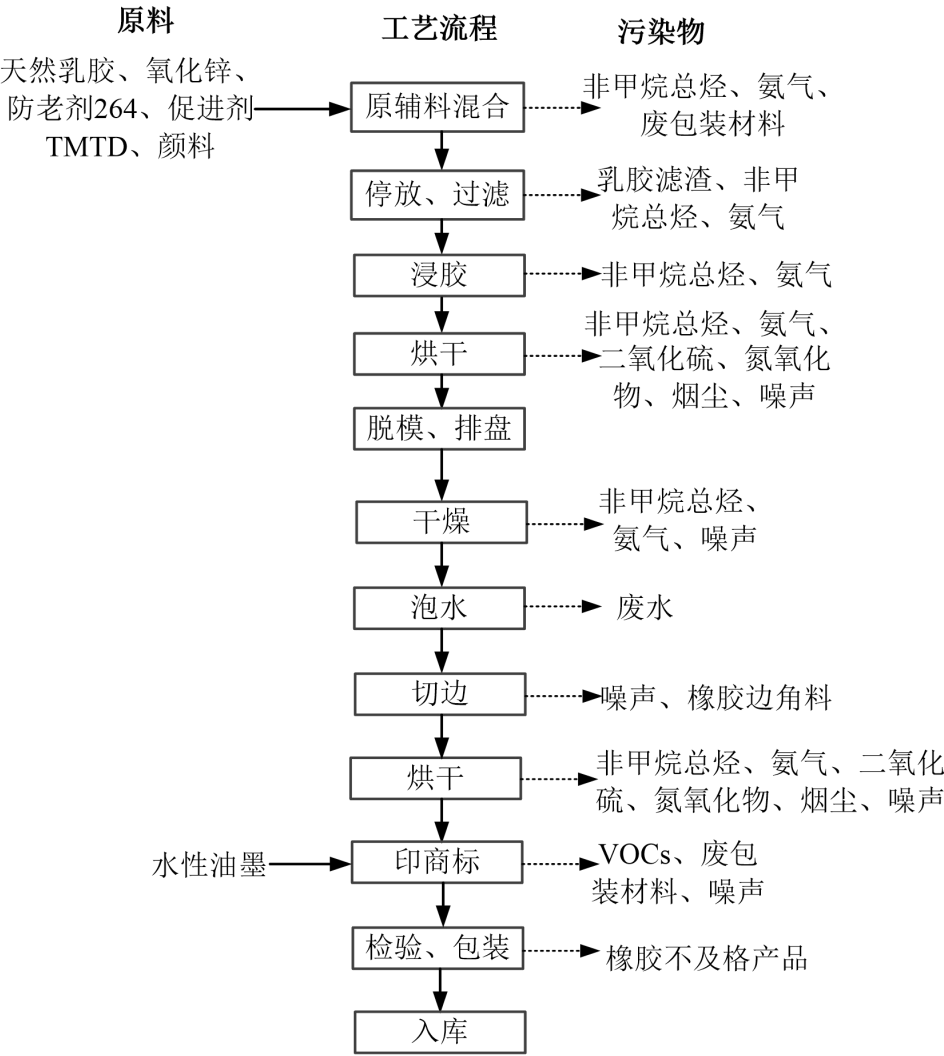 原料
工艺流程
污染物
天然乳胶、氧化锌、
防老剂264、促进剂
TMTD、颜料
原辅料混合
非甲烷总烃、氨气、
废包装材料
停放、过滤
乳胶滤渣、非甲
烷总烃、氨气
浸胶
非甲烷总烃、氨气
烘干
非甲烷总烃、氨气、
二氧化硫、氮氧化
物、烟尘、噪声
脱模、排盘
干燥
非甲烷总烃、
氨气、噪声
泡水
废水
切边
噪声、橡胶边角料
烘干
非甲烷总烃、氨气、二氧化
硫、氮氧化物、烟尘、噪声
水性油墨
印商标
VOCs、废包
装材料、噪声
检验、包装
橡胶不及格产品
入库